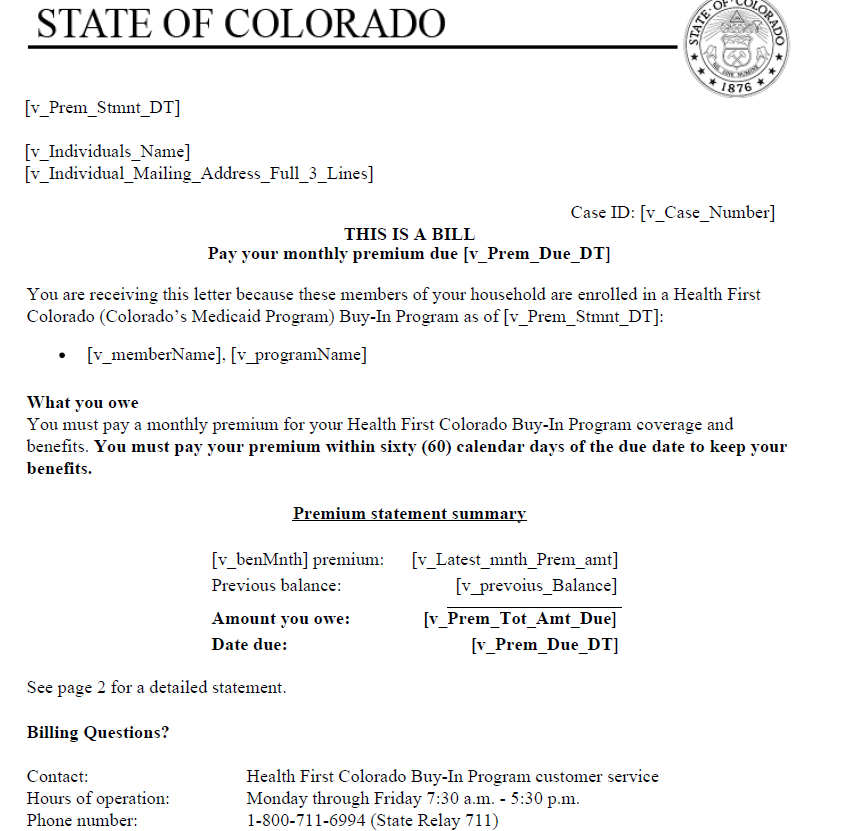 STATE OF COLORADO
STATE OF COLORADO
NIL SINE NUMINE
1876
[v_Prem_Stmnt_DT]
[v_Individuals_Name]
[v_Individual_Mailing_Address_Full_3_Lines]
Case ID: [v_Case_Number]
THIS IS A BILL
Pay your monthly premium due [v_Prem_Due_DT]
You are receiving this letter because these members of your household are enrolled in a Health First
Colorado (Colorado’s Medicaid Program) Buy-In Program as of [v_Prem_Stmnt_DT]:
• [v_memberName], [v_programName]
What you owe
You must pay a monthly premium for your Health First Colorado Buy-In Program coverage and
benefits. You must pay your premium within sixty (60) calendar days of the due date to keep your
benefits.
Premium statement summary
[v_benMnth] premium: [v_Latest_mnth_Prem_amt]
Previous balance: [v_prevoius_Balance]
Amount you owe: [v_Prem_Tot_Amt_Due]
Date due: [v_Prem_Due_DT]
See page 2 for a detailed statement.
Billing Questions?
Contact: Health First Colorado Buy-In Program customer service
Hours of operation: Monday through Friday 7:30 a.m. - 5:30 p.m.
Phone number: 1-800-711-6994 (State Relay 711)